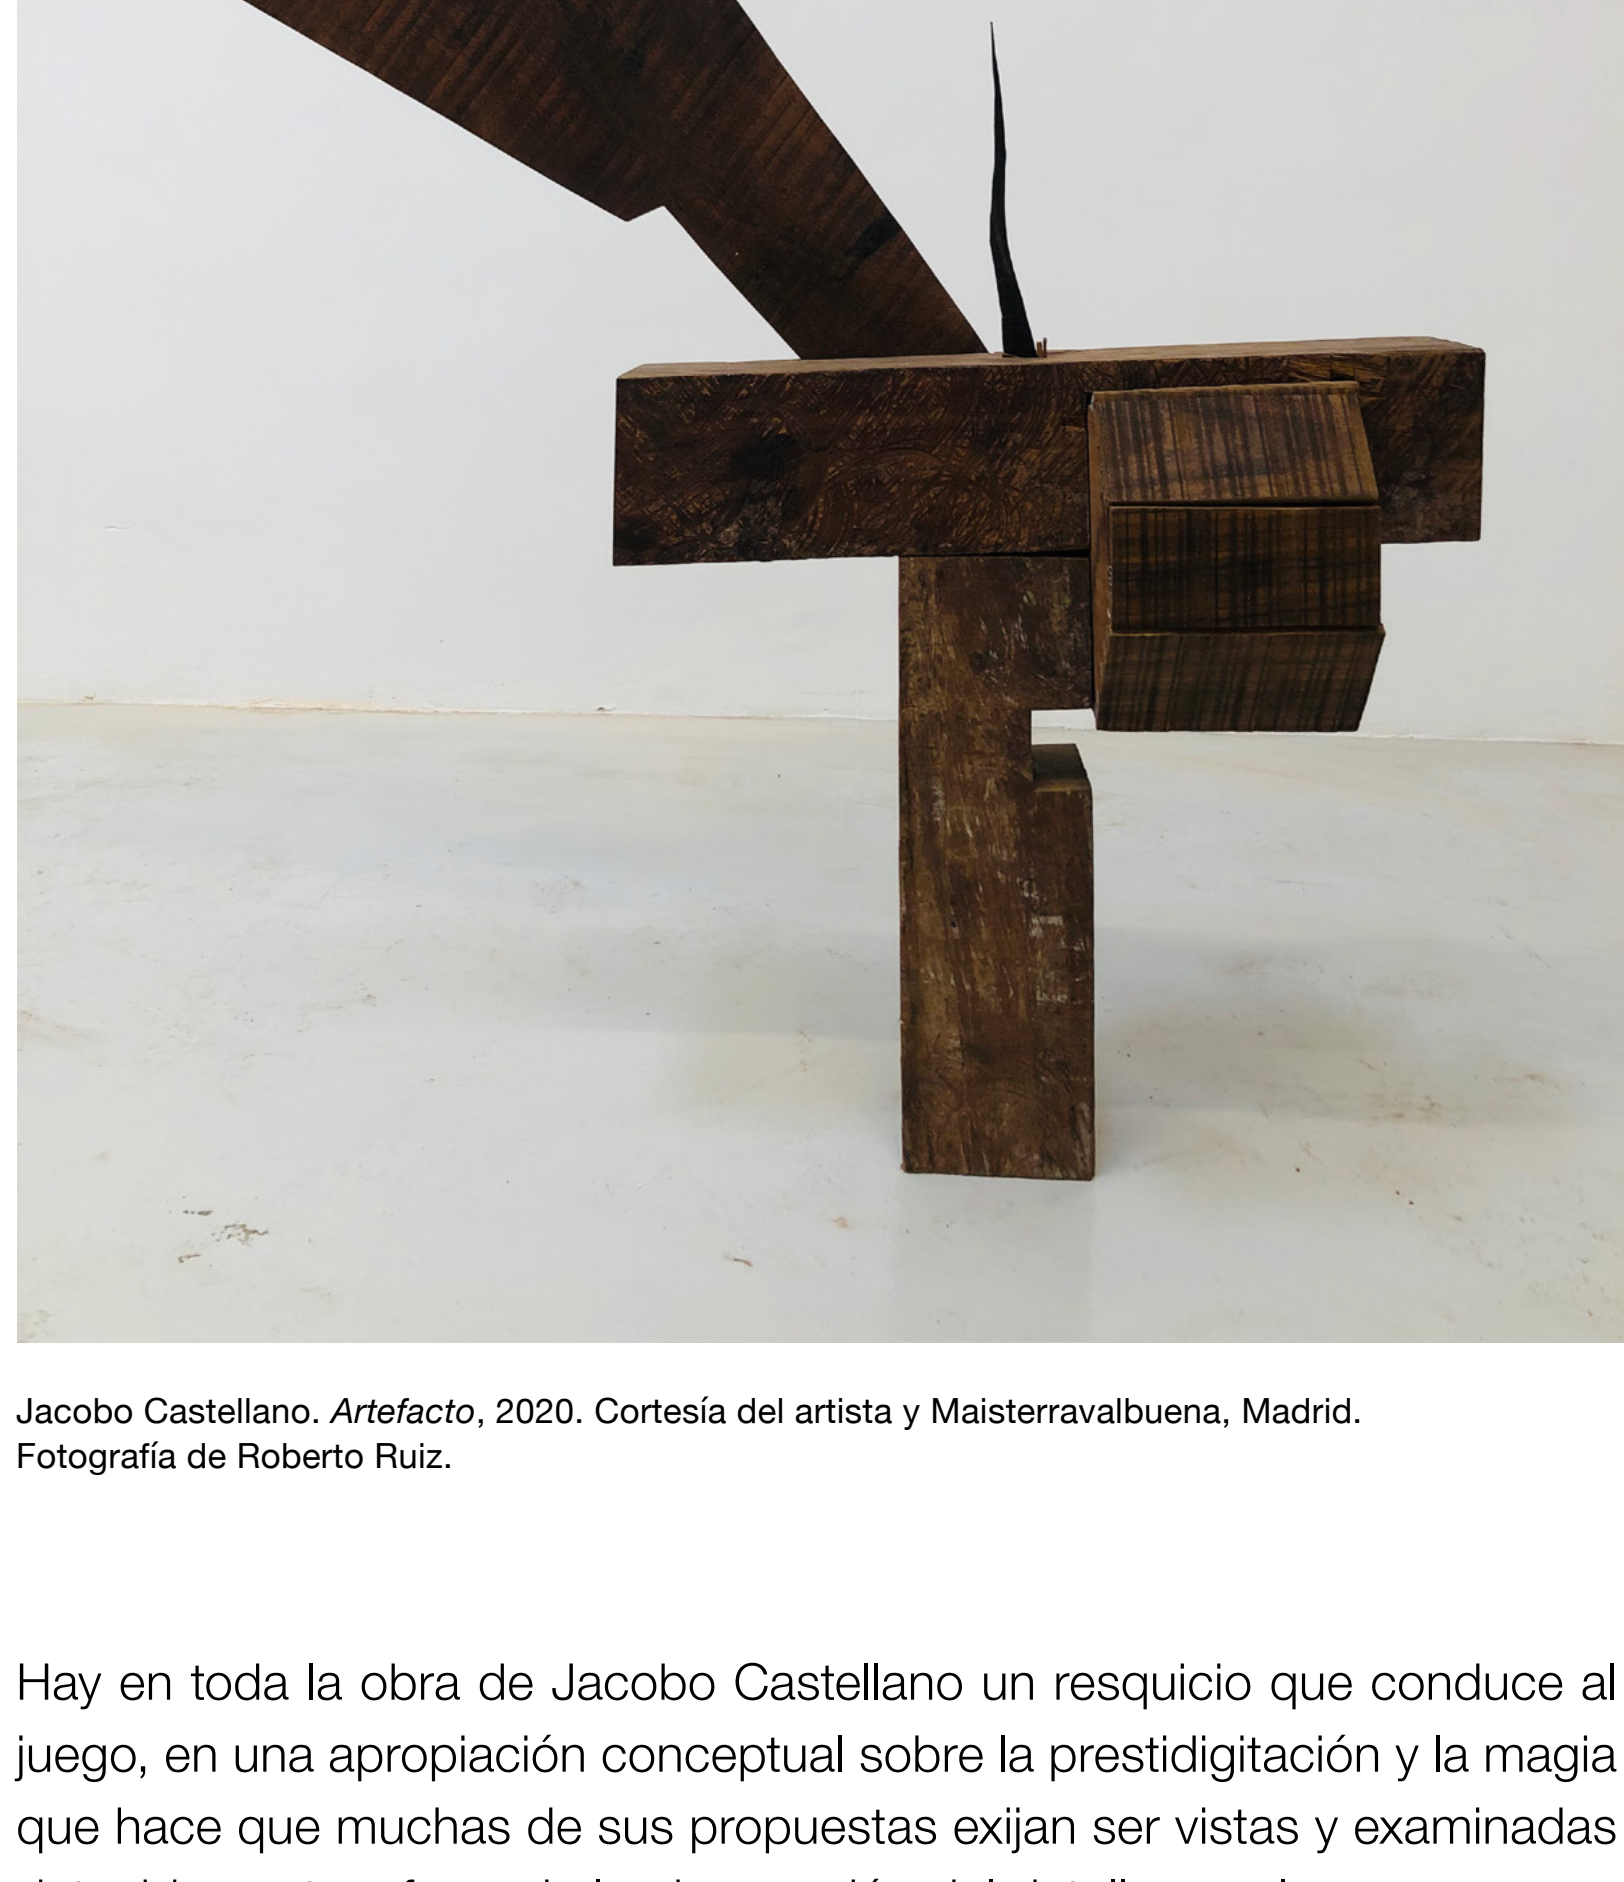 Jacobo Castellano. Artefacto, 2020. Cortesía del artista y Maisterravalbuena, Madrid.
Fotografía de Roberto Ruiz.
Hay en toda la obra de Jacobo Castellano un resquicio que conduce al
juego, en una apropiación conceptual sobre la prestidigitación y la magia
que hace que muchas de sus propuestas exijan ser vistas y examinadas